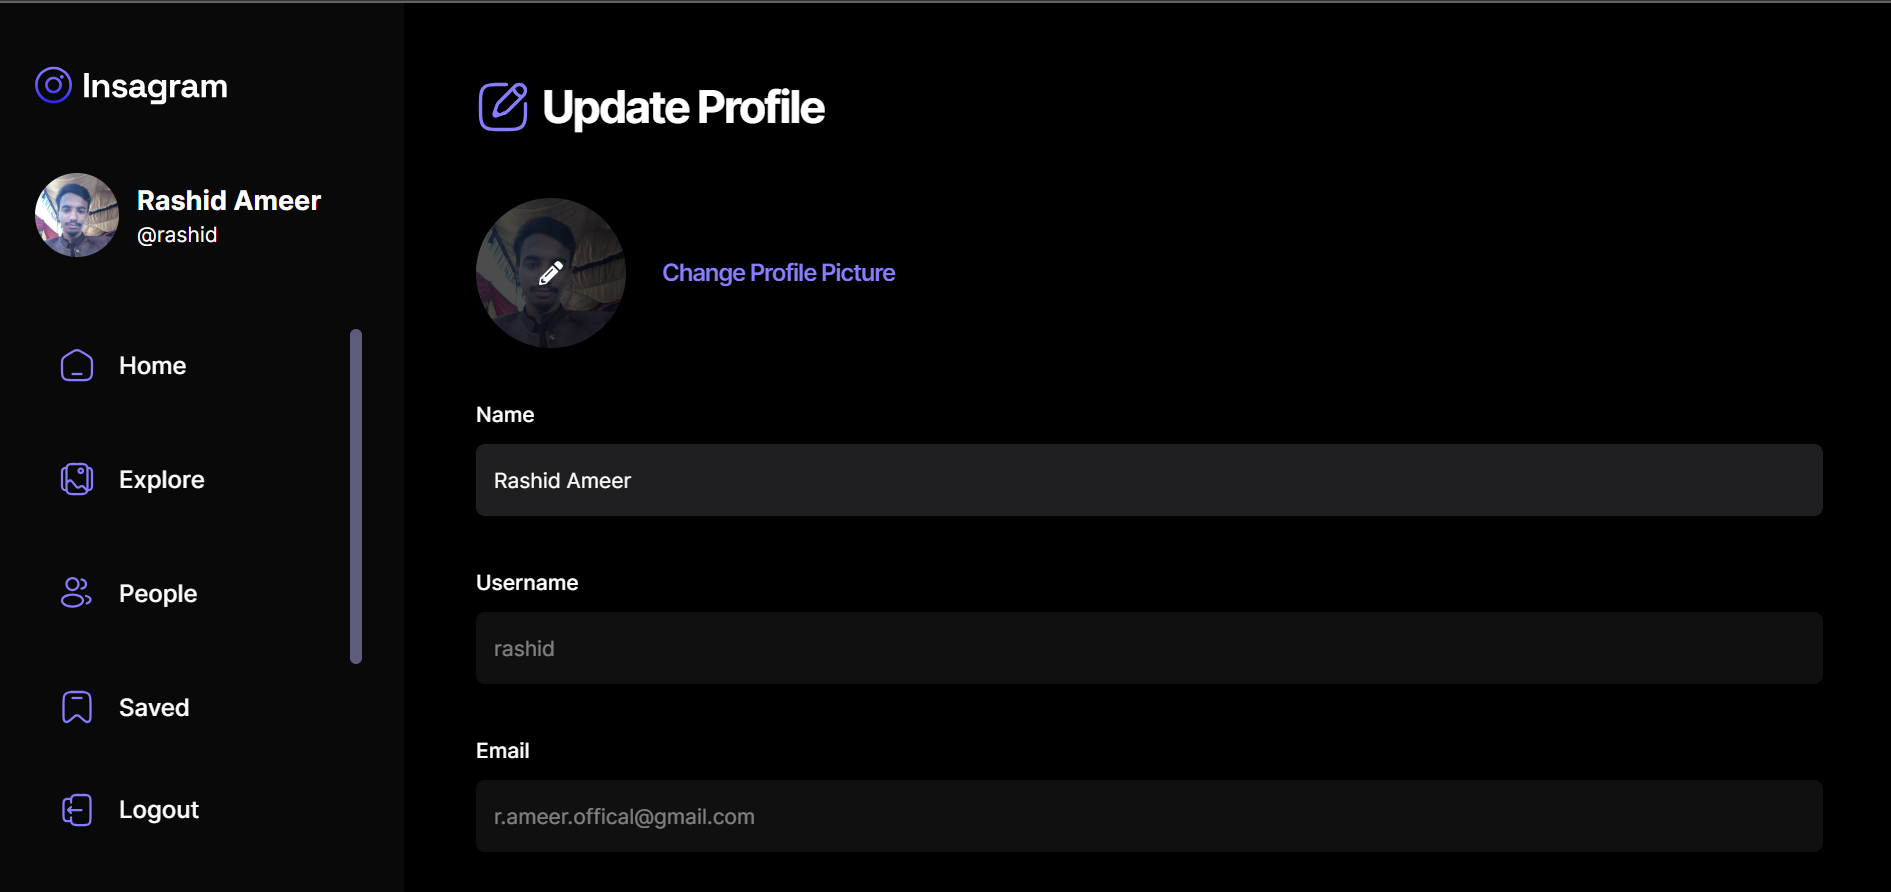 Insagram
Rashid Ameer
@rashid
Home
Explore
People
Saved
Logout
Update Profile
Change Profile Picture
Name
Rashid Ameer
Username
rashid
Email
r.ameer.offical@gmail.com